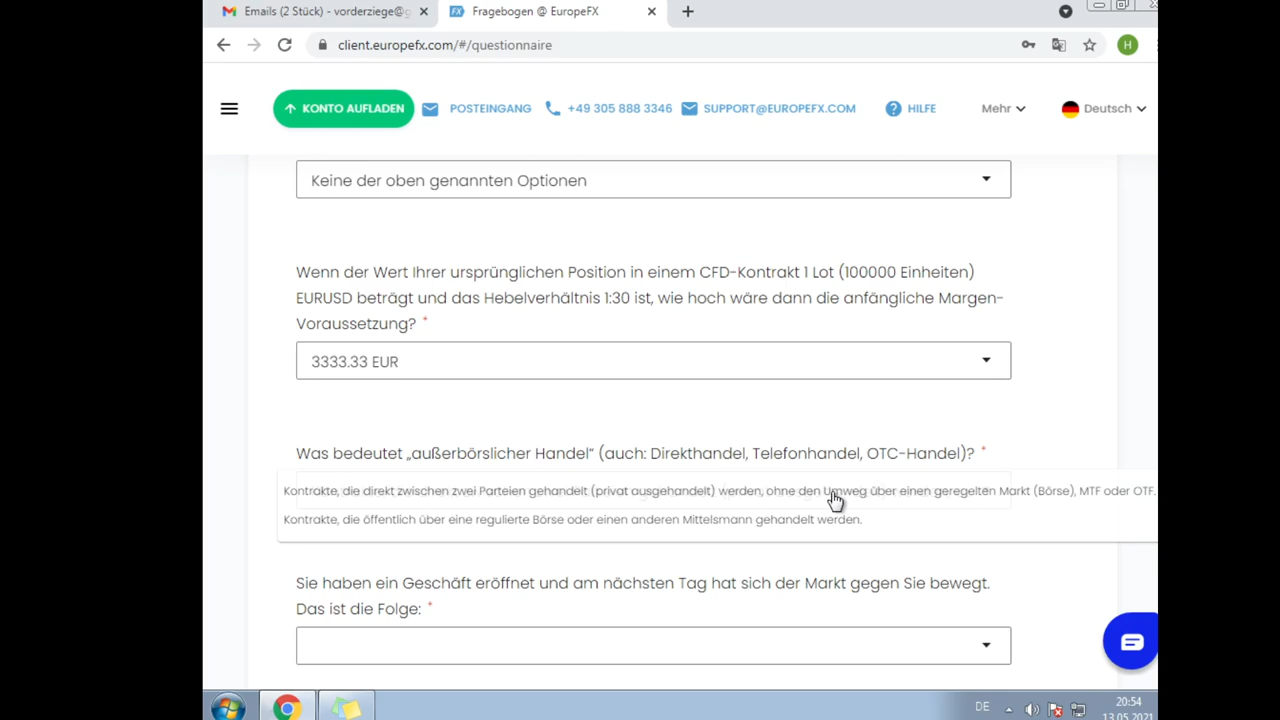 Emails (2 Stück) - vorderziege@g
Fragebogen @ EuropeFX
client.europefx.com/#/questionnaire
H
KONTO AUFLADEN
POSTEINGANG
+49 305 888 3346
SUPPORT@EUROPEFX.COM
HILFE
Mehr
Deutsch
Keine der oben genannten Optionen
Wenn der Wert Ihrer ursprünglichen Position in einem CFD-Kontrakt 1 Lot (100000 Einheiten)
EURUSD beträgt und das Hebelverhältnis 1:30 ist, wie hoch wäre dann die anfängliche Margen-
Voraussetzung? *
3333.33 EUR
Was bedeutet „außerbörslicher Handel“ (auch: Direkthandel, Telefonhandel, OTC-Handel)? *
Kontrakte, die direkt zwischen zwei Parteien gehandelt (privat ausgehandelt) werden, ohne den Umweg über einen geregelten Markt (Börse), MTF oder OTF.
Kontrakte, die öffentlich über eine regulierte Börse oder einen anderen Mittelsmann gehandelt werden.
Sie haben ein Geschäft eröffnet und am nächsten Tag hat sich der Markt gegen Sie bewegt.
Das ist die Folge: *
DE
20:54
13.05.2021